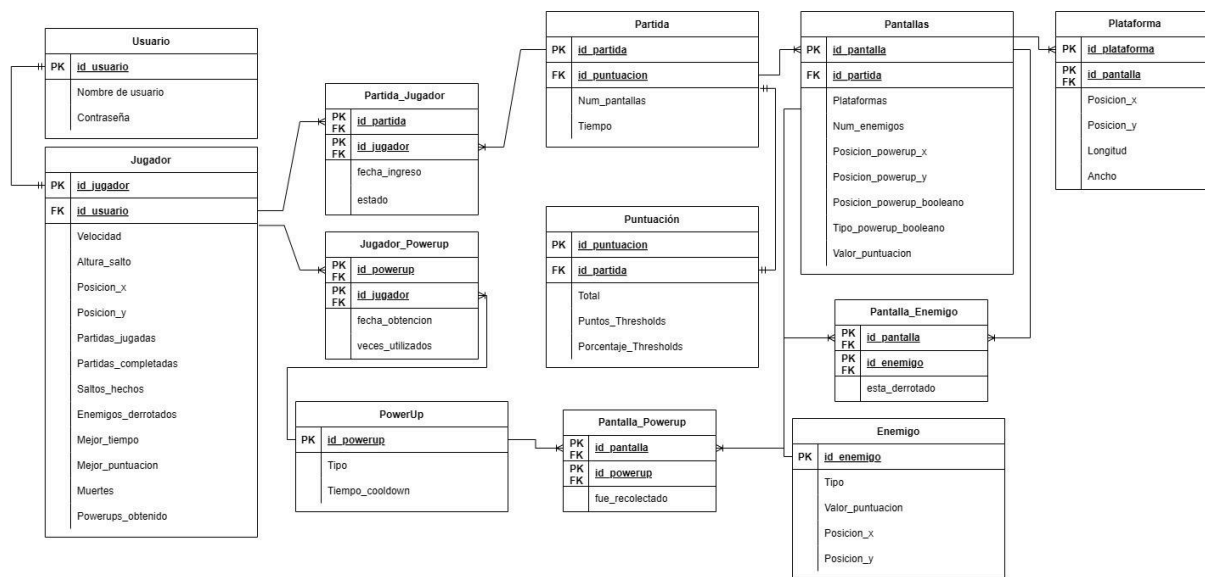 Usuario
PK id_usuario
Nombre de usuario
Contraseña
Jugador
PK id_jugador
FK id_usuario
Velocidad
Altura_salto
Posicion_x
Posicion_y
Partidas_jugadas
Partidas_completadas
Saltos_hechos
Enemigos_derrotados
Mejor_tiempo
Mejor_puntuacion
Muertes
Powerups_obtenido
Partida_Jugador
PK FK id_partida
PK FK id_jugador
fecha_ingreso
estado
Jugador_Powerup
PK FK id_powerup
PK FK id_jugador
fecha_obtencion
veces_utilizados
PowerUp
PK id_powerup
Tipo
Tiempo_cooldown
Partida
PK id_partida
FK id_puntuacion
Num_pantallas
Tiempo
Puntuación
PK id_puntuacion
FK id_partida
Total
Puntos_Thresholds
Porcentaje_Thresholds
Pantalla_Powerup
PK FK id_pantalla
PK FK id_powerup
fue_recolectado
Pantallas
PK id_pantalla
FK id_partida
Plataformas
Num_enemigos
Posicion_powerup_x
Posicion_powerup_y
Posicion_powerup_booleano
Tipo_powerup_booleano
Valor_puntuacion
Pantalla_Enemigo
PK FK id_pantalla
PK FK id_enemigo
esta_derrotado
Enemigo
PK id_enemigo
Tipo
Valor_puntuacion
Posicion_x
Posicion_y
Plataforma
PK id_plataforma
PK FK id_pantalla
Posicion_x
Posicion_y
Longitud
Ancho